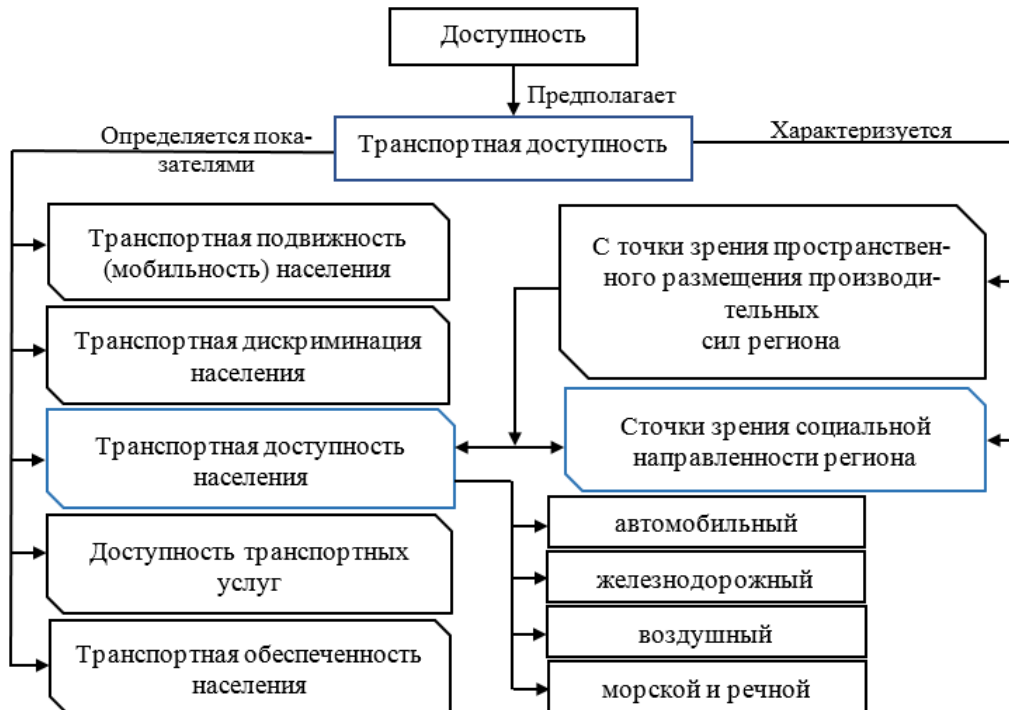 Доступность
Предполагает
Определяется пока-
зателями
Транспортная доступность
Характеризуется
Транспортная подвижность
(мобильность) населения
Транспортная дискриминация
населения
Транспортная доступность
населения
Доступность транспортных
услуг
Транспортная обеспеченность
населения
С точки зрения пространствен-
ного размещения производи-
тельных
сил региона
Сточки зрения социальной
направленности региона
автомобильный
железнодорожный
воздушный
морской и речной